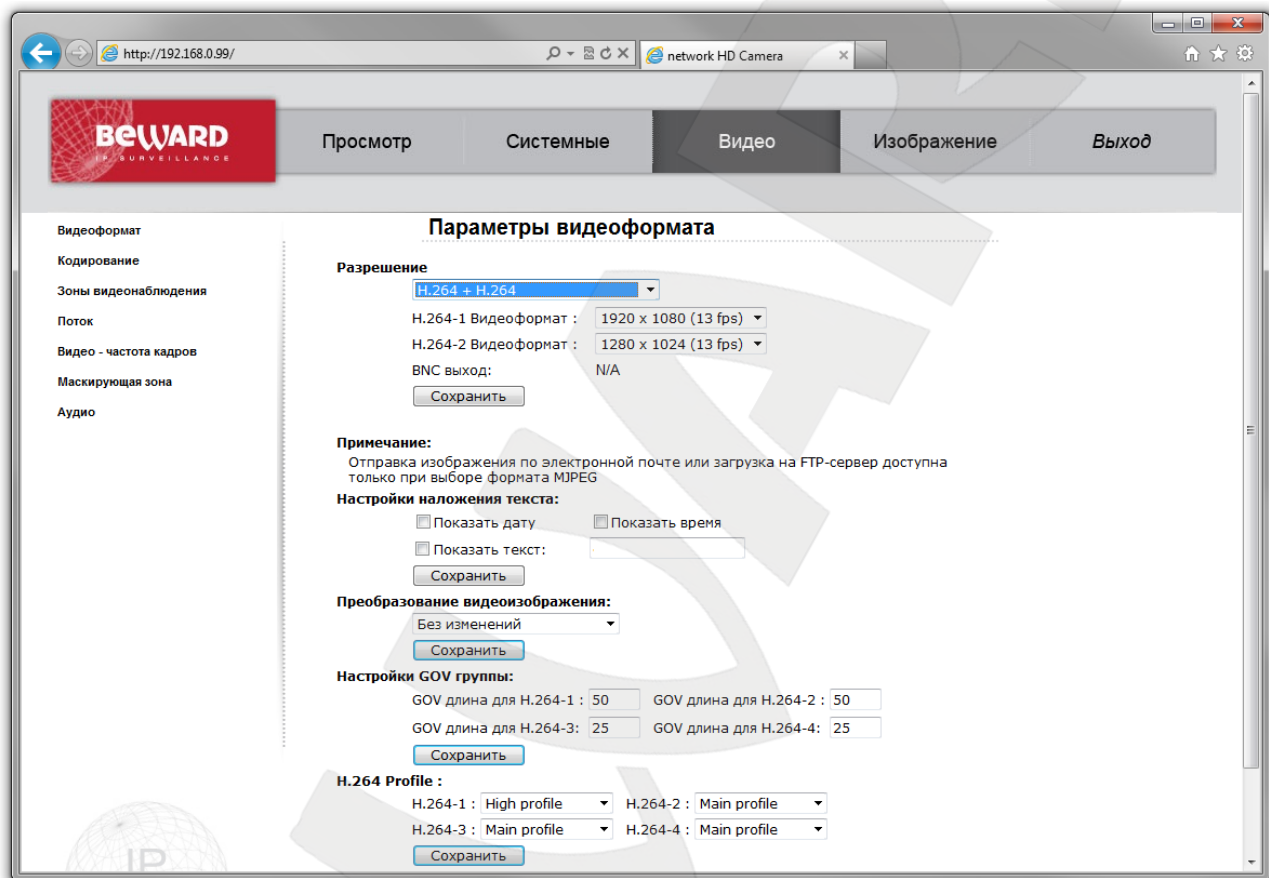 http://192.168.0.99/
network HD Camera
BEWARD
IP SURVEILLANCE
Просмотр
Системные
Видео
Изображение
Выход
Видеоформат
Кодирование
Зоны видеонаблюдения
Поток
Видео - частота кадров
Маскирующая зона
Аудио
Параметры видеоформата
Разрешение
H.264 + H.264
H.264-1 Видеоформат : 1920 x 1080 (13 fps)
H.264-2 Видеоформат : 1280 x 1024 (13 fps)
BNC выход: N/A
Сохранить
Примечание:
Отправка изображения по электронной почте или загрузка на FTP-сервер доступна
только при выборе формата MJPEG
Настройки наложения текста:
Показать дату Показать время
Показать текст:
Сохранить
Преобразование видеоизображения:
Без изменений
Сохранить
Настройки GOV группы:
GOV длина для H.264-1 : 50 GOV длина для H.264-2 : 50
GOV длина для H.264-3: 25 GOV длина для H.264-4: 25
Сохранить
H.264 Profile :
H.264-1 : High profile H.264-2 : Main profile
H.264-3 : Main profile H.264-4 : Main profile
Сохранить
IP